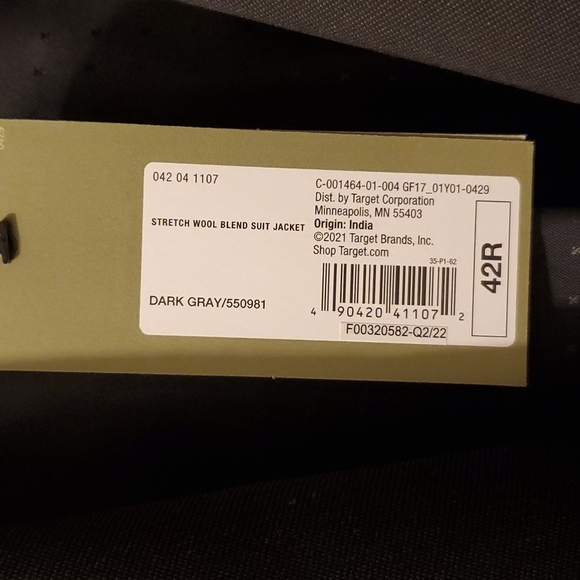 042 04 1107
STRETCH WOOL BLEND SUIT JACKET
DARK GRAY/550981
C-001464-01-004 GF17_01Y01-0429
Dist. by Target Corporation
Minneapolis, MN 55403
Origin: India
©2021 Target Brands, Inc.
Shop Target.com
35-P1-62
4 90420 41107 2
F00320582-Q2/22
42R
0429